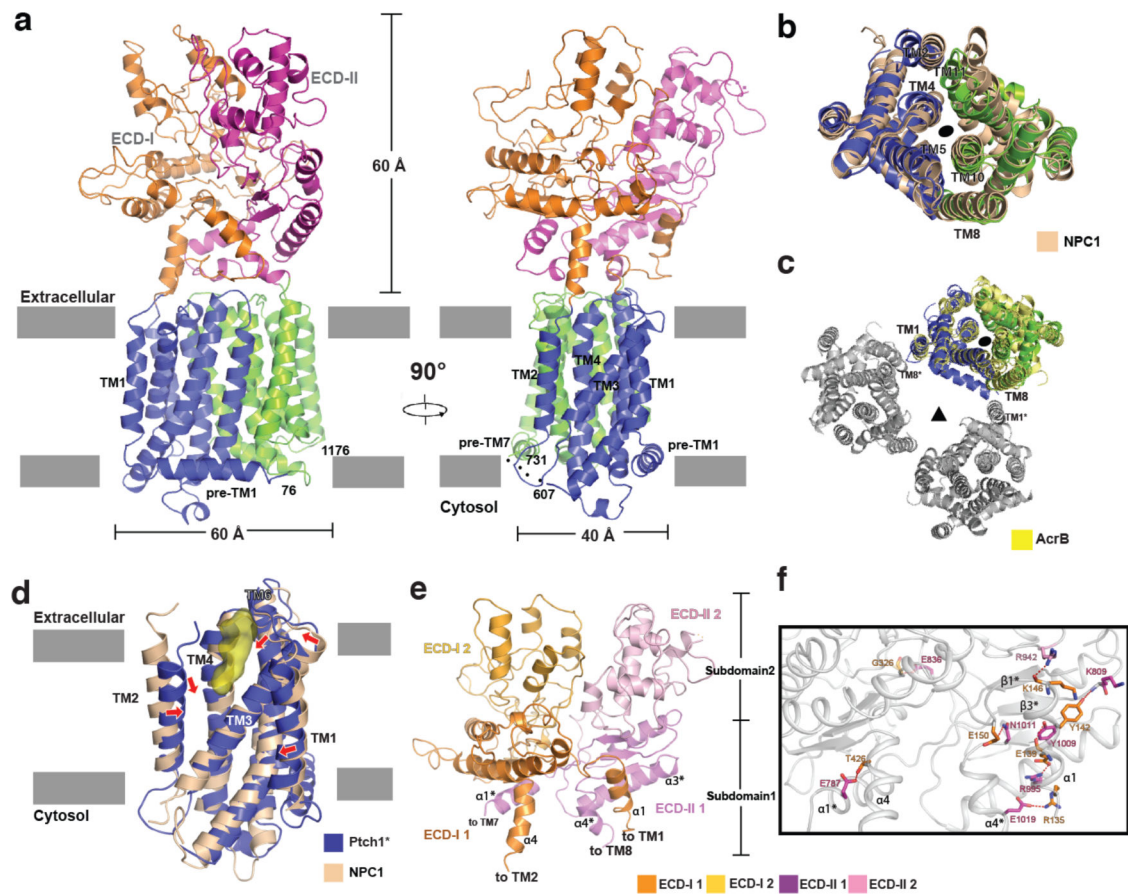 a
ECD-II
ECD-I
60 Å
Extracellular
TM1
90°
TM2
TM4
TM3
TM1
pre-TM7
pre-TM1
731
607
1176
76
pre-TM1
Cytosol
60 Å
40 Å
b
TM2
TM11
TM4
TM5
TM10
TM8
NPC1
c
TM1
TM8*
TM8
TM1*
AcrB
d
Extracellular
TM6
TM4
TM2
TM3
TM1
Cytosol
Ptch1*
NPC1
e
ECD-I 2
ECD-II 2
Subdomain2
Subdomain1
α1*
to TM7
α3*
α1
ECD-II 1
ECD-I 1
α4
α4*
to TM1
to TM8
to TM2
ECD-I 1
ECD-I 2
ECD-II 1
ECD-II 2
f
G326
E836
R942
K809
β1*
K146
β3*
Y142
E150
N1011
Y1009
T426
E787
α1
α1*
α4
E1019
R135
α4*